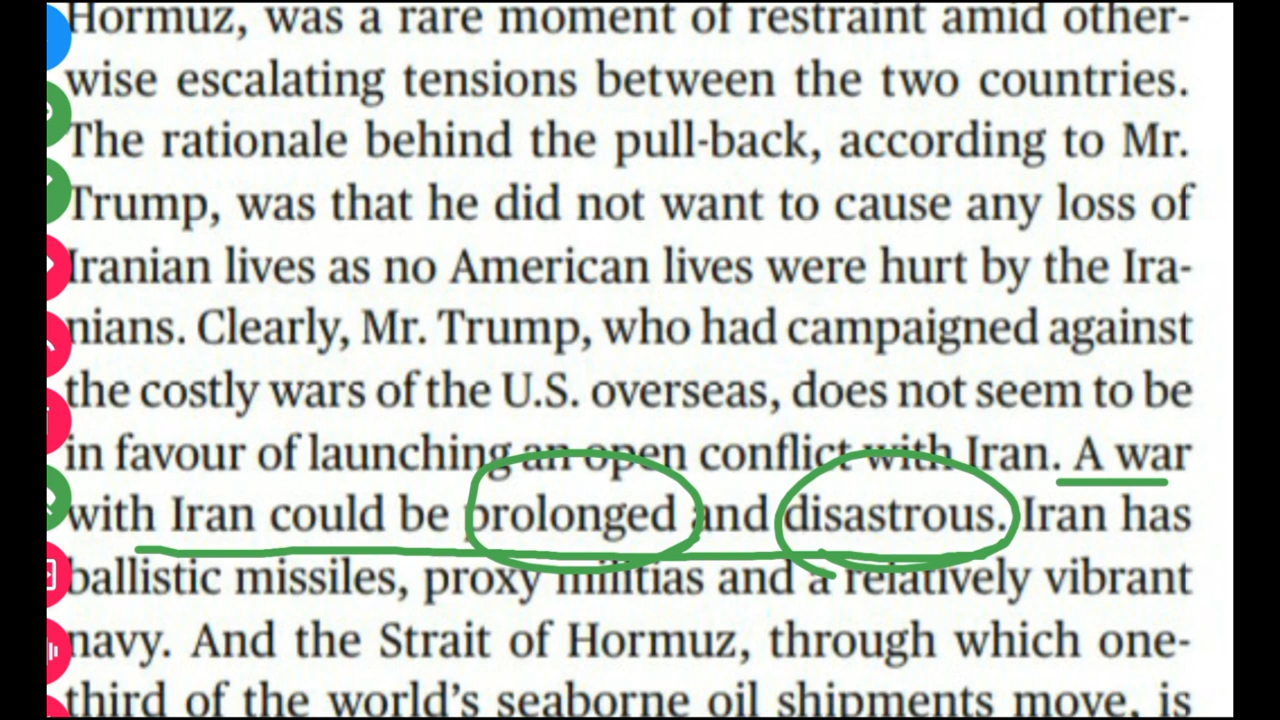 Hormuz, was a rare moment of restraint amid other-
wise escalating tensions between the two countries.
The rationale behind the pull-back, according to Mr.
Trump, was that he did not want to cause any loss of
Iranian lives as no American lives were hurt by the Ira-
nians. Clearly, Mr. Trump, who had campaigned against
the costly wars of the U.S. overseas, does not seem to be
in favour of launching an open conflict with Iran. A war
with Iran could be prolonged and disastrous. Iran has
ballistic missiles, proxy militias and a relatively vibrant
navy. And the Strait of Hormuz, through which one-
third of the world's seaborne oil shipments move, is